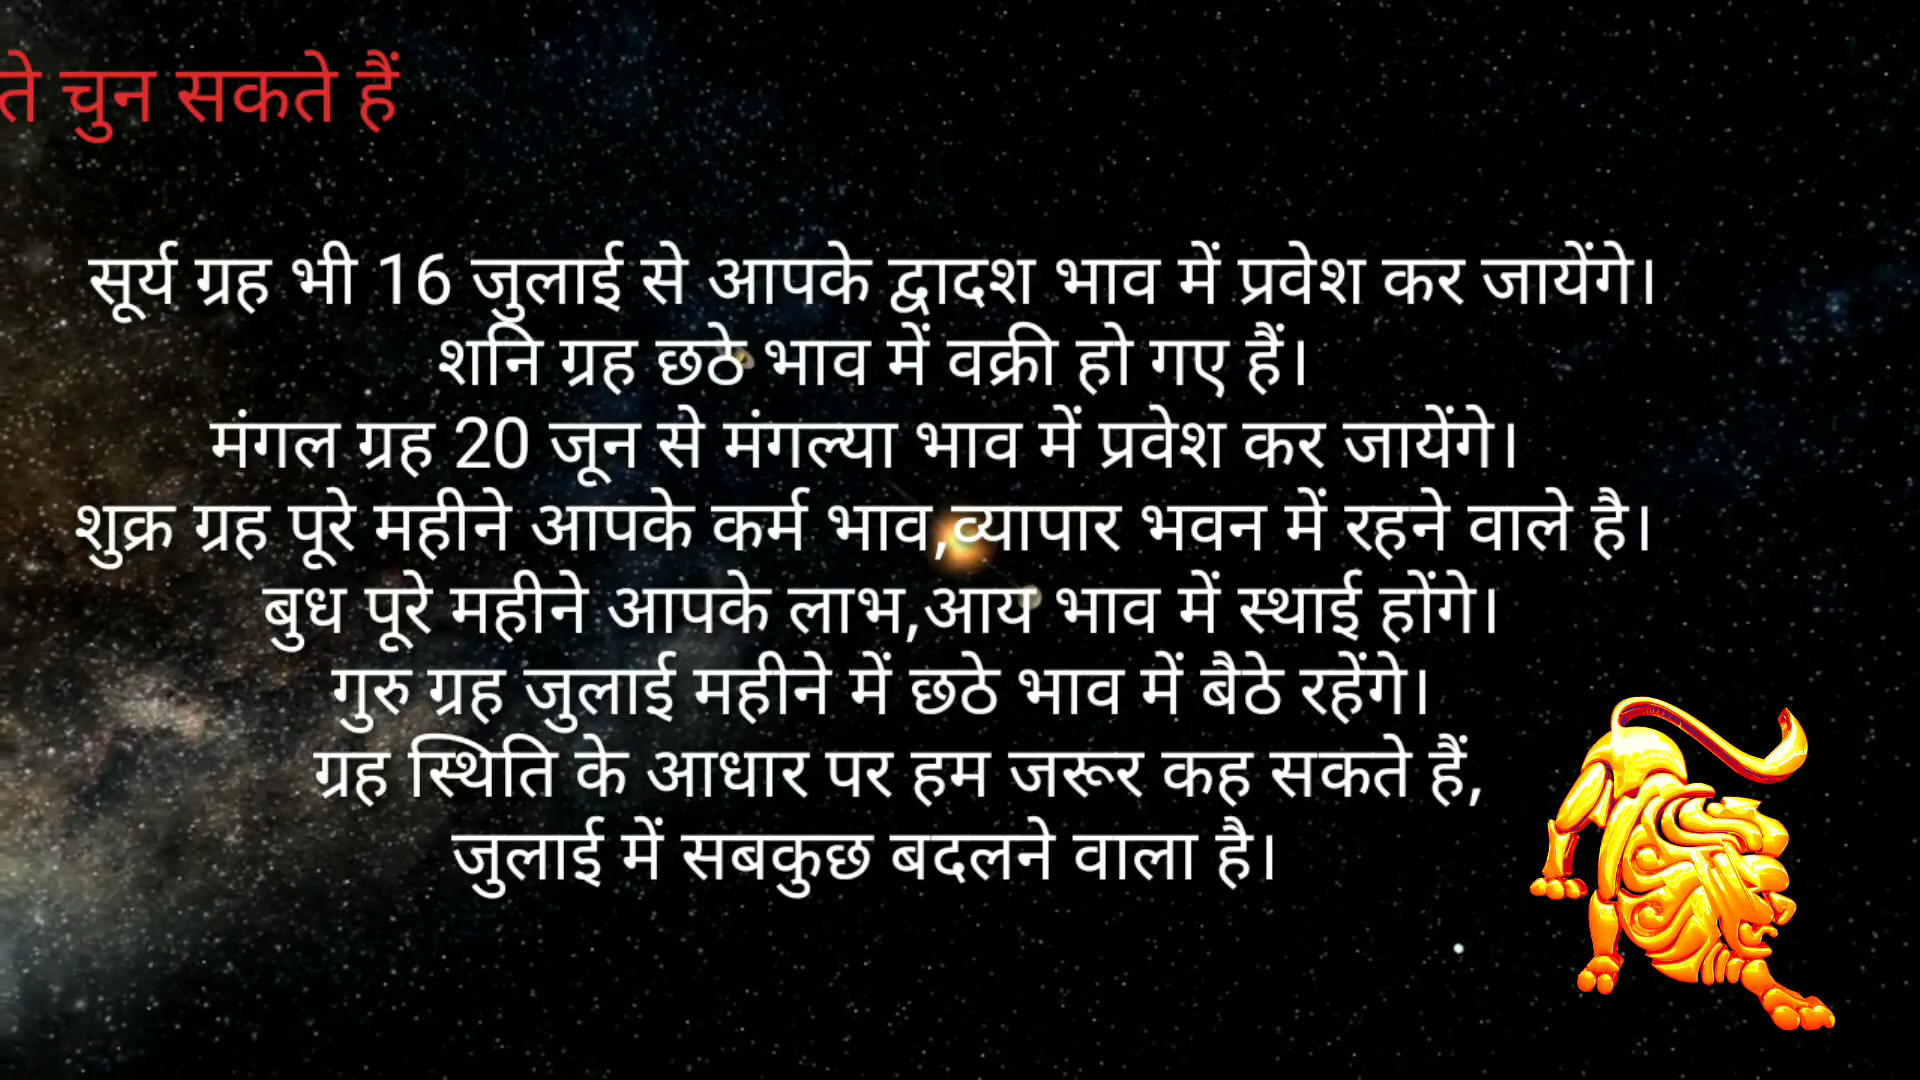 ते चुन सकते हैं
सूर्य ग्रह भी 16 जुलाई से आपके द्वादश भाव में प्रवेश कर जायेंगे।
शनि ग्रह छठे भाव में वक्री हो गए हैं।
मंगल ग्रह 20 जून से मंगल्या भाव में प्रवेश कर जायेंगे।
शुक्र ग्रह पूरे महीने आपके कर्म भाव,व्यापार भवन में रहने वाले है।
बुध पूरे महीने आपके लाभ,आय भाव में स्थाई होंगे।
गुरु ग्रह जुलाई महीने में छठे भाव में बैठे रहेंगे।
ग्रह स्थिति के आधार पर हम जरूर कह सकते हैं,
जुलाई में सबकुछ बदलने वाला है।